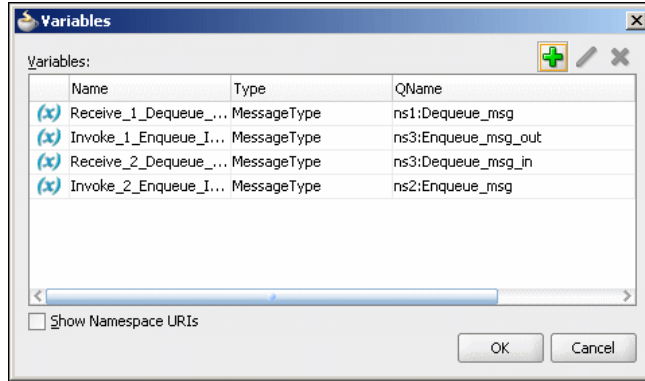 Variables
Variables:
Name Type QName
(x) Receive_1_Dequeue_... MessageType ns1:Dequeue_msg
(x) Invoke_1_Enqueue_I... MessageType ns3:Enqueue_msg_out
(x) Receive_2_Dequeue_... MessageType ns3:Dequeue_msg_in
(x) Invoke_2_Enqueue_I... MessageType ns2:Enqueue_msg
Show Namespace URIs
OK Cancel